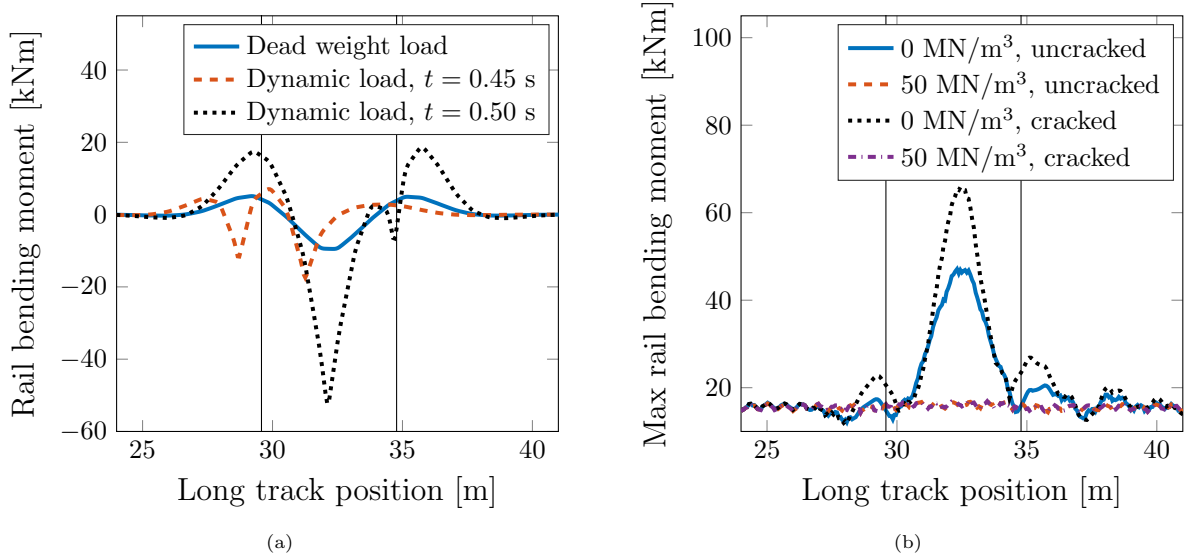 Rail bending moment [kNm]
40
20
0
−20
−40
−60
Dead weight load
Dynamic load, t = 0.45 s
Dynamic load, t = 0.50 s
25 30 35 40
Long track position [m]
(a)
Max rail bending moment [kNm]
100
80
60
40
20
0 MN/m³, uncracked
50 MN/m³, uncracked
0 MN/m³, cracked
50 MN/m³, cracked
25 30 35 40
Long track position [m]
(b)